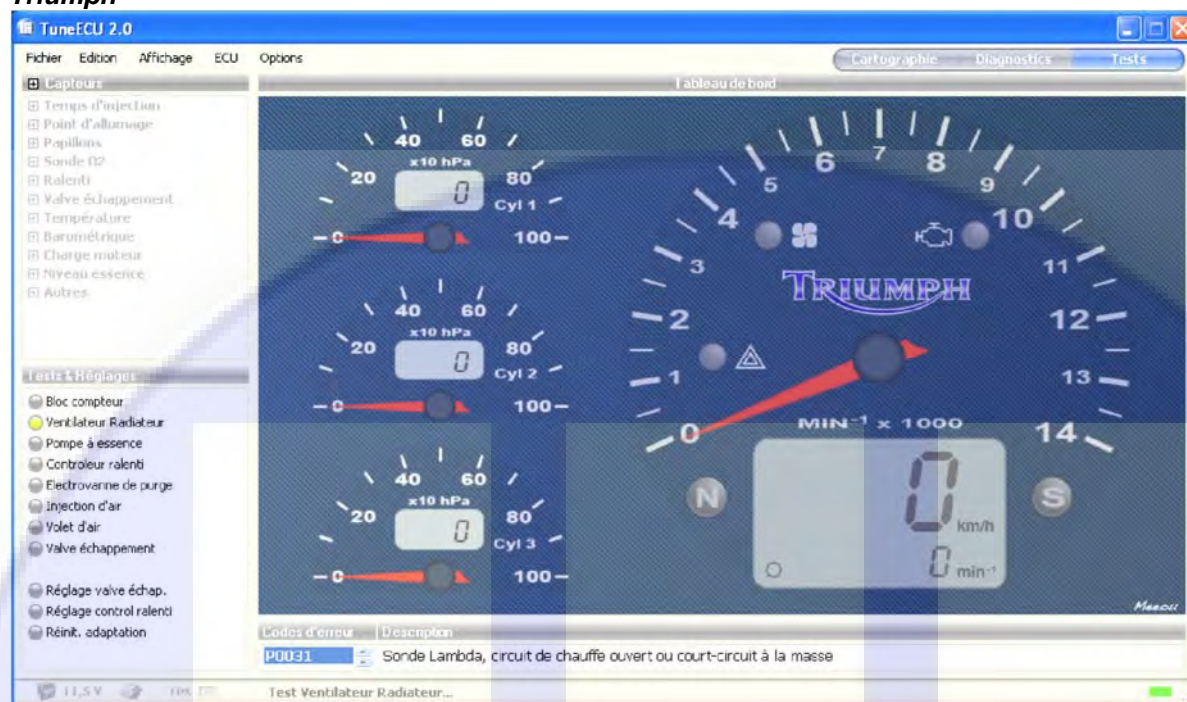 Triumph
TuneECU 2.0
Fichier Edition Affichage ECU Options
Cartographie Diagnostics Tests
Capteurs
Tableau de bord
Temps d'injection
Point d'allumage
Papillons
Sonde O2
Ralenti
Valve échappement
Température
Barométrique
Charge moteur
Niveau essence
Autres
Tests & Réglages
Bloc compteur
Ventilateur Radiateur
Pompe à essence
Controleur ralenti
Electrovanne de purge
Injection d'air
Volet d'air
Valve échappement
Réglage valve échap.
Réglage control ralenti
Réinit. adaptation
0 20 40 60 80 100
x10 hPa
0
Cyl 1
0 20 40 60 80 100
x10 hPa
0
Cyl 2
0 20 40 60 80 100
x10 hPa
0
Cyl 3
0 1 2 3 4 5 6 7 8 9 10 11 12 13 14
TRIUMPH
MIN⁻¹ x 1000
N
S
0 km/h
0 min⁻¹
Codes d'erreur Description
P0031 Sonde Lambda, circuit de chauffe ouvert ou court-circuit à la masse
11,5 V
Test Ventilateur Radiateur...